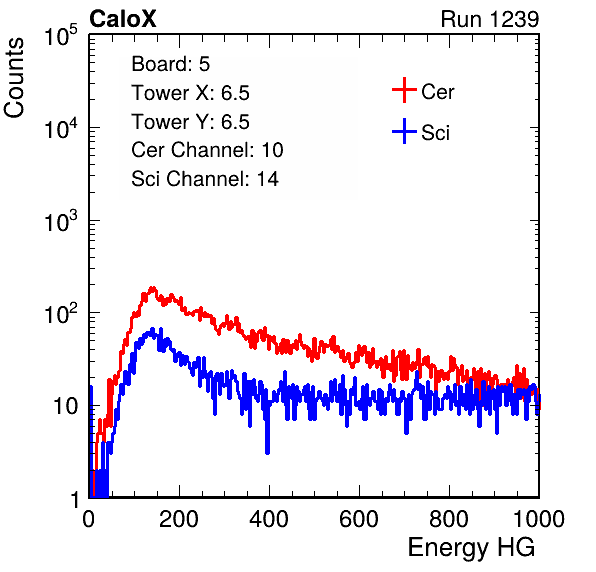 CaloX Run 1239
Counts
10^5
10^4
10^3
10^2
10
1
Board: 5
Tower X: 6.5
Tower Y: 6.5
Cer Channel: 10
Sci Channel: 14
Cer
Sci
0 200 400 600 800 1000
Energy HG